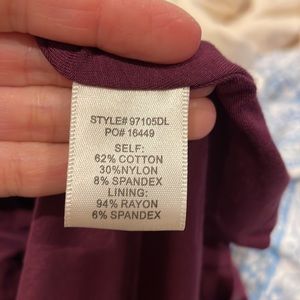 STYLE# 97105DL
PO# 16449
SELF:
62% COTTON
30%NYLON
8% SPANDEX
LINING:
94% RAYON
6% SPANDEX